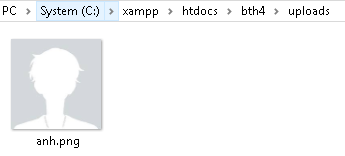 PC > System (C:) > xampp > htdocs > bth4 > uploads
anh.png